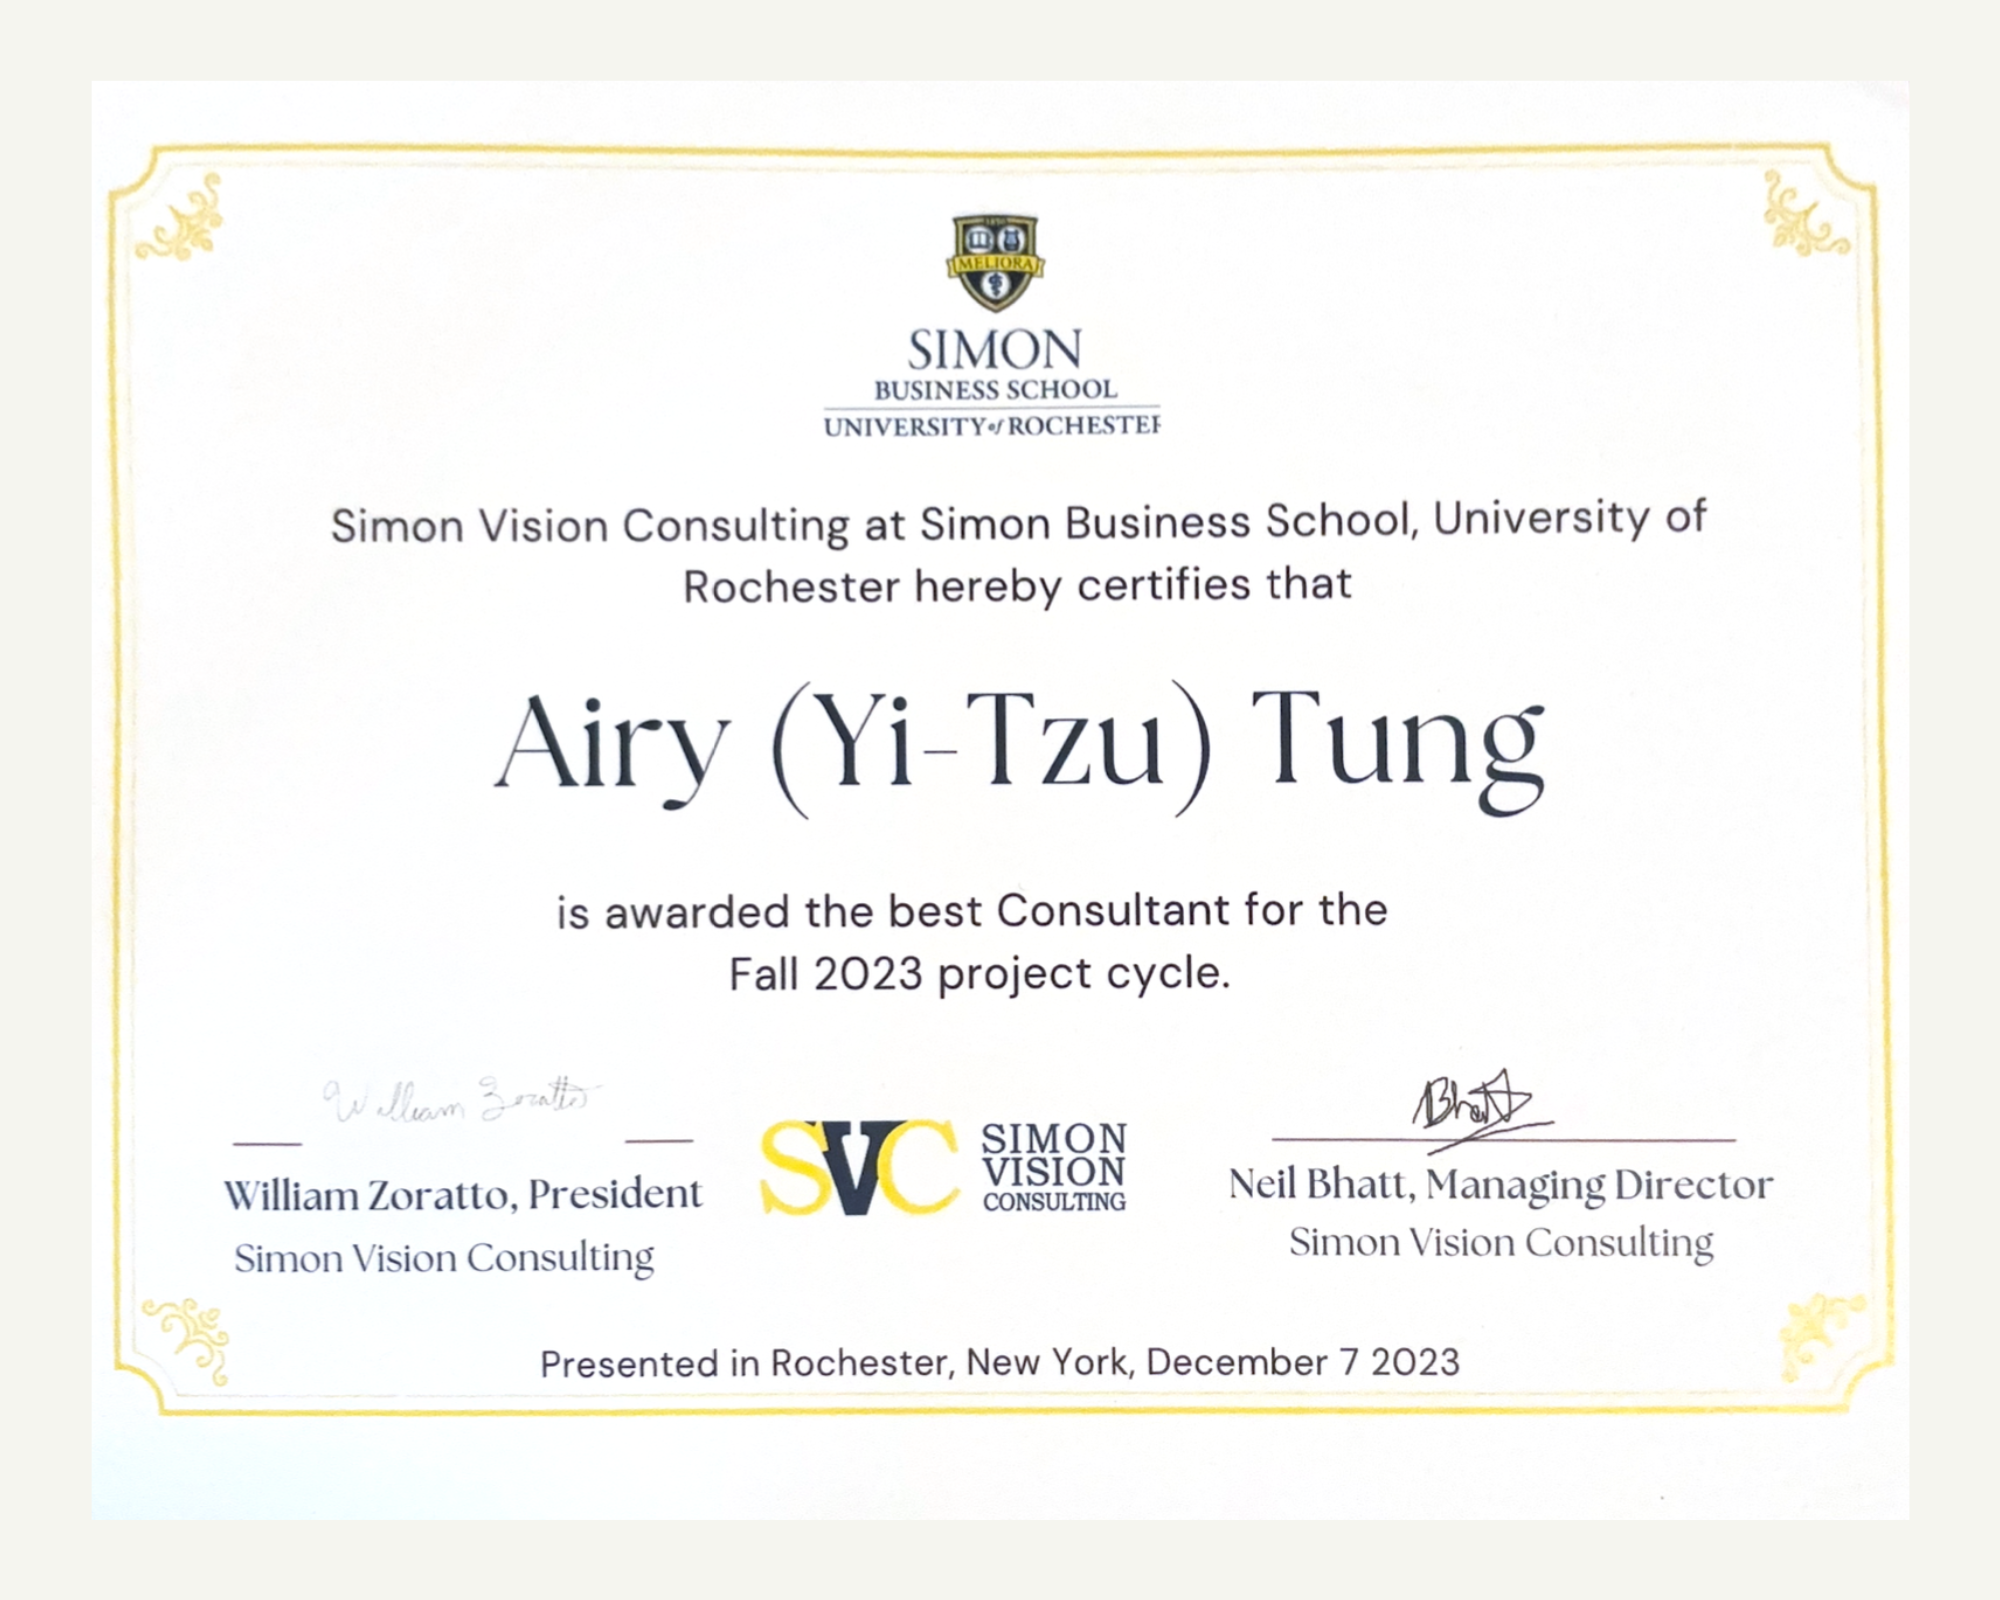 MELIORA
SIMON
BUSINESS SCHOOL
UNIVERSITY of ROCHESTER
Simon Vision Consulting at Simon Business School, University of
Rochester hereby certifies that
Airy (Yi-Tzu) Tung
is awarded the best Consultant for the
Fall 2023 project cycle.
William Zoratto
Bhatt
SVC
SIMON
VISION
CONSULTING
William Zoratto, President
Simon Vision Consulting
Neil Bhatt, Managing Director
Simon Vision Consulting
Presented in Rochester, New York, December 7 2023